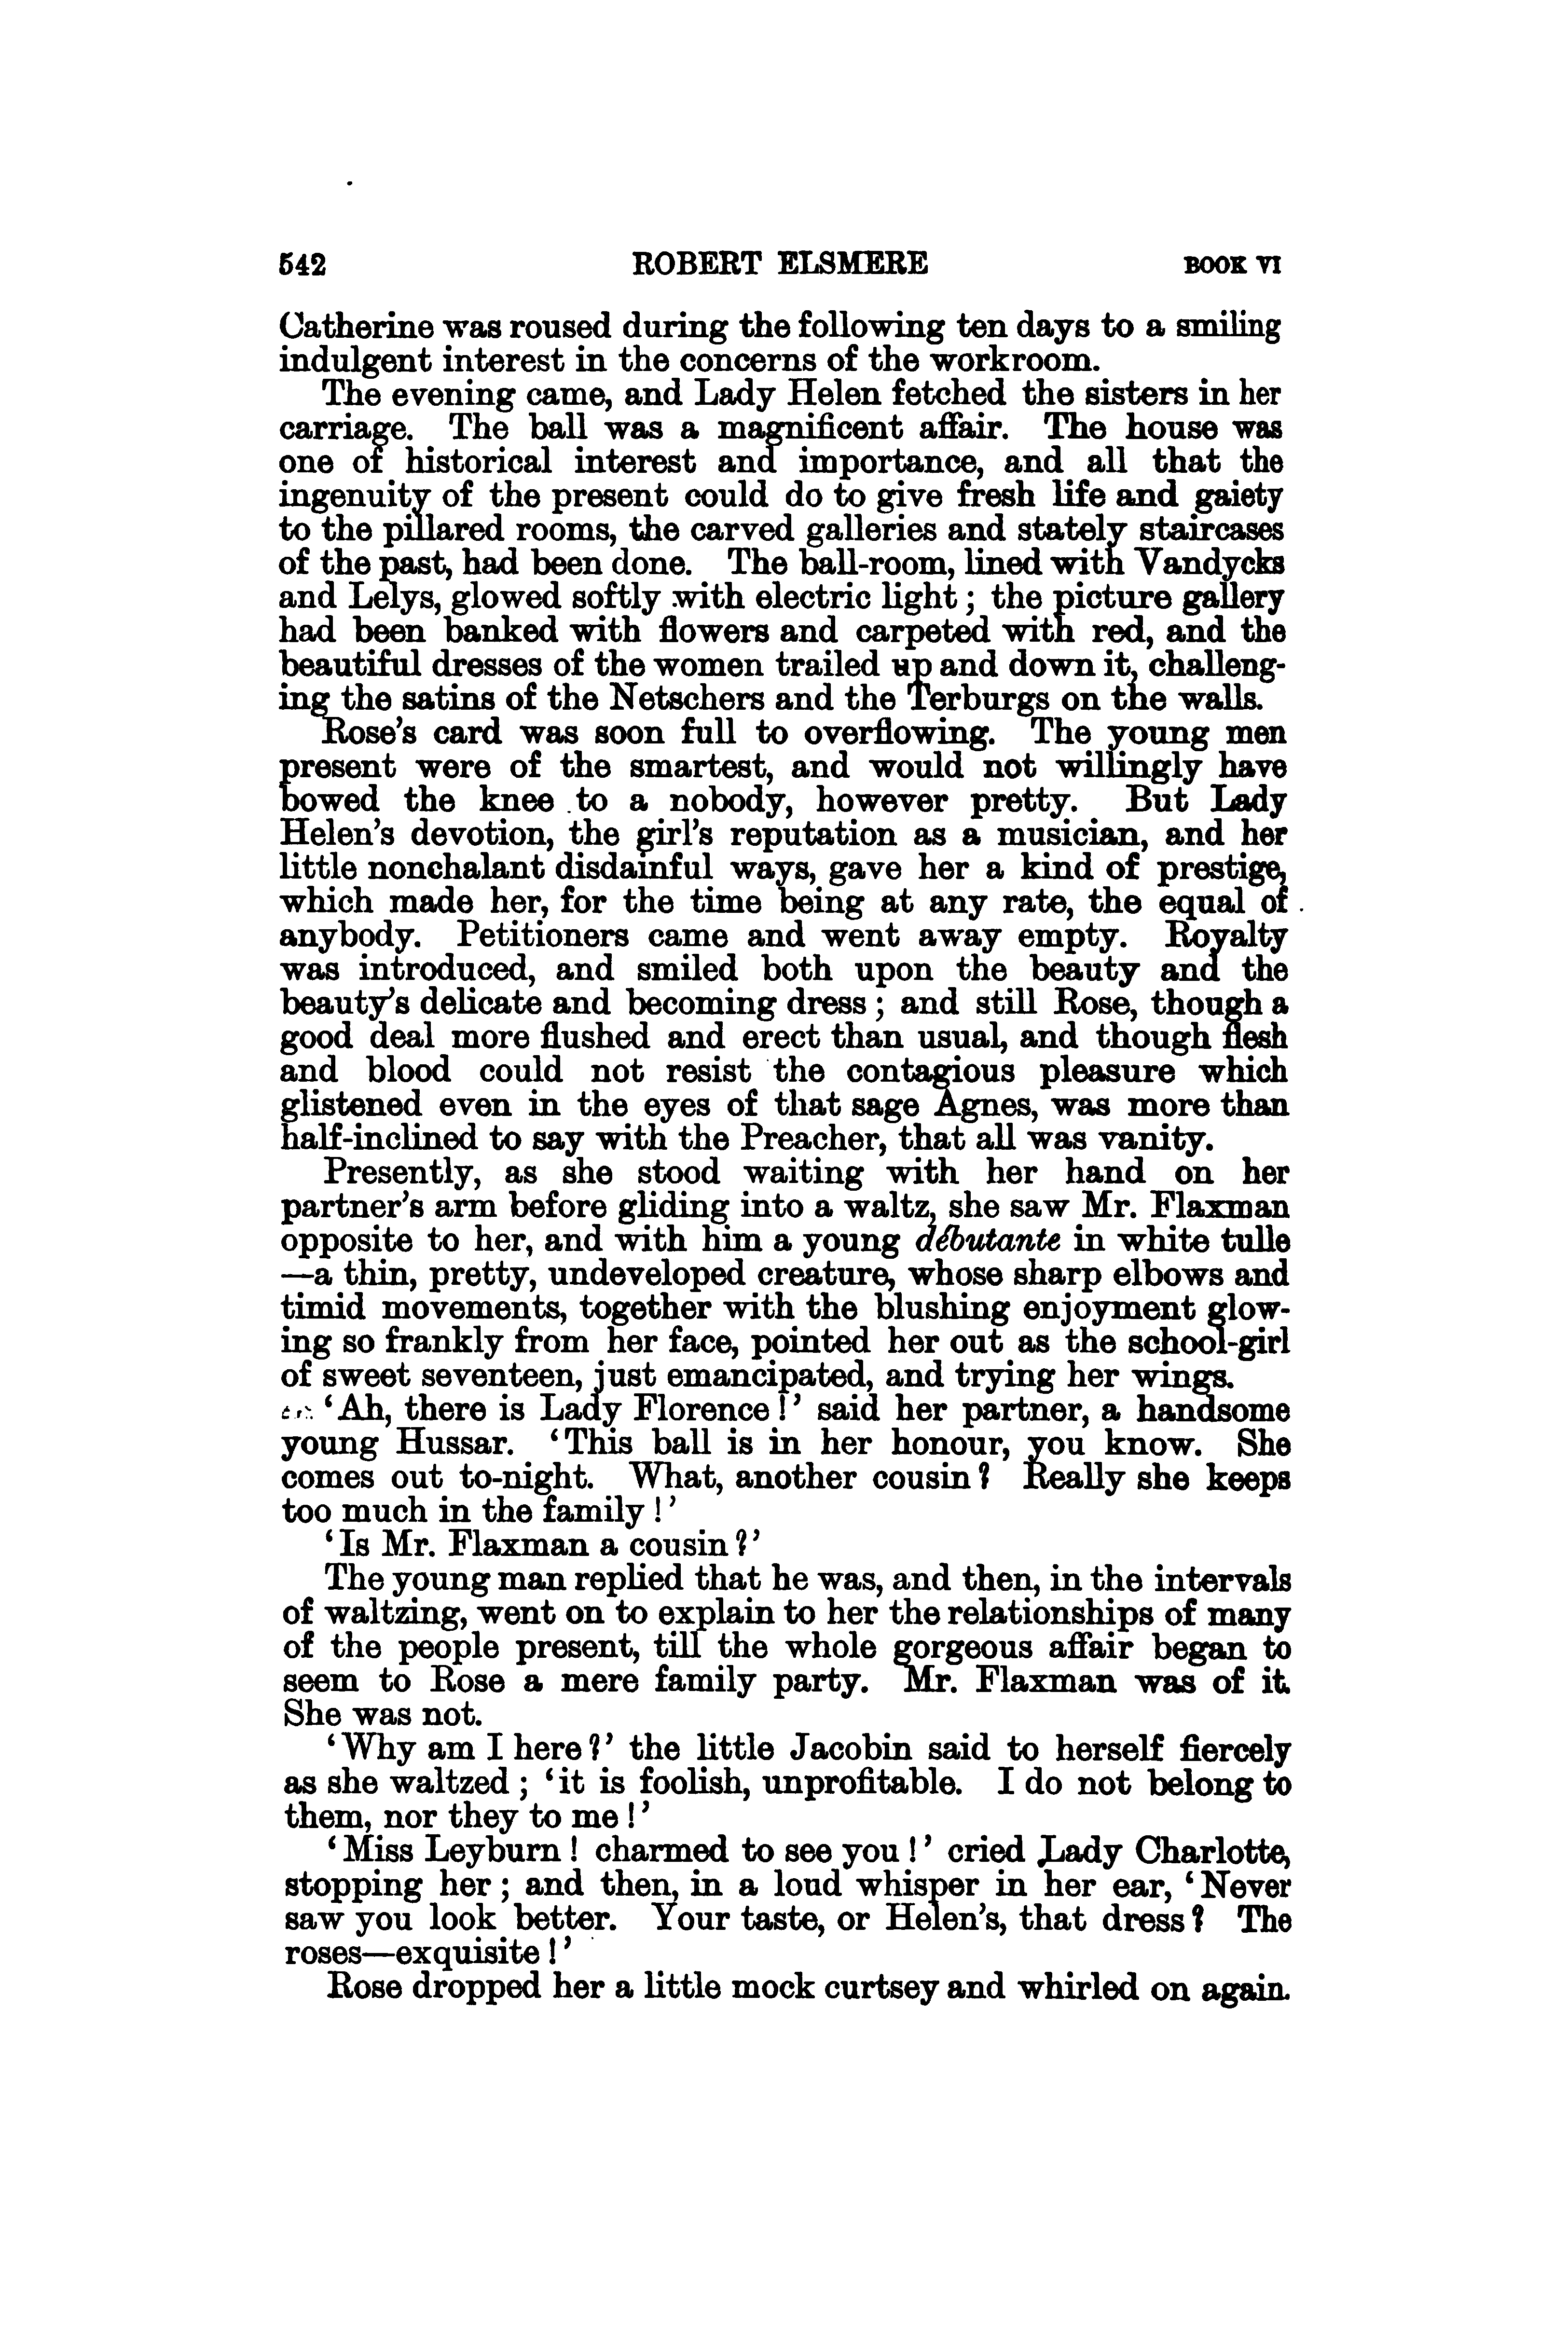 542 ROBERT ELSMERE BOOK VI
Catherine was roused during the following ten days to a smiling
indulgent interest in the concerns of the workroom.
The evening came, and Lady Helen fetched the sisters in her
carriage. The ball was a magnificent affair. The house was
one of historical interest and importance, and all that the
ingenuity of the present could do to give fresh life and gaiety
to the pillared rooms, the carved galleries and stately staircases
of the past, had been done. The ball-room, lined with Vandycks
and Lelys, glowed softly with electric light; the picture gallery
had been banked with flowers and carpeted with red, and the
beautiful dresses of the women trailed up and down it, challeng-
ing the satins of the Netschers and the Terburgs on the walls.
Rose's card was soon full to overflowing. The young men
present were of the smartest, and would not willingly have
bowed the knee to a nobody, however pretty. But Lady
Helen's devotion, the girl's reputation as a musician, and her
little nonchalant disdainful ways, gave her a kind of prestige,
which made her, for the time being at any rate, the equal of
anybody. Petitioners came and went away empty. Royalty
was introduced, and smiled both upon the beauty and the
beauty's delicate and becoming dress; and still Rose, though a
good deal more flushed and erect than usual, and though flesh
and blood could not resist the contagious pleasure which
glistened even in the eyes of that sage Agnes, was more than
half-inclined to say with the Preacher, that all was vanity.
Presently, as she stood waiting with her hand on her
partner's arm before gliding into a waltz, she saw Mr. Flaxman
opposite to her, and with him a young débutante in white tulle
—a thin, pretty, undeveloped creature, whose sharp elbows and
timid movements, together with the blushing enjoyment glow-
ing so frankly from her face, pointed her out as the school-girl
of sweet seventeen, just emancipated, and trying her wings.
'Ah, there is Lady Florence!' said her partner, a handsome
young Hussar. 'This ball is in her honour, you know. She
comes out to-night. What, another cousin? Really she keeps
too much in the family!'
'Is Mr. Flaxman a cousin?'
The young man replied that he was, and then, in the intervals
of waltzing, went on to explain to her the relationships of many
of the people present, till the whole gorgeous affair began to
seem to Rose a mere family party. Mr. Flaxman was of it.
She was not.
'Why am I here?' the little Jacobin said to herself fiercely
as she waltzed; 'it is foolish, unprofitable. I do not belong to
them, nor they to me!'
'Miss Leyburn! charmed to see you!' cried Lady Charlotte,
stopping her; and then, in a loud whisper in her ear, 'Never
saw you look better. Your taste, or Helen's, that dress? The
roses—exquisite!'
Rose dropped her a little mock curtsey and whirled on again.